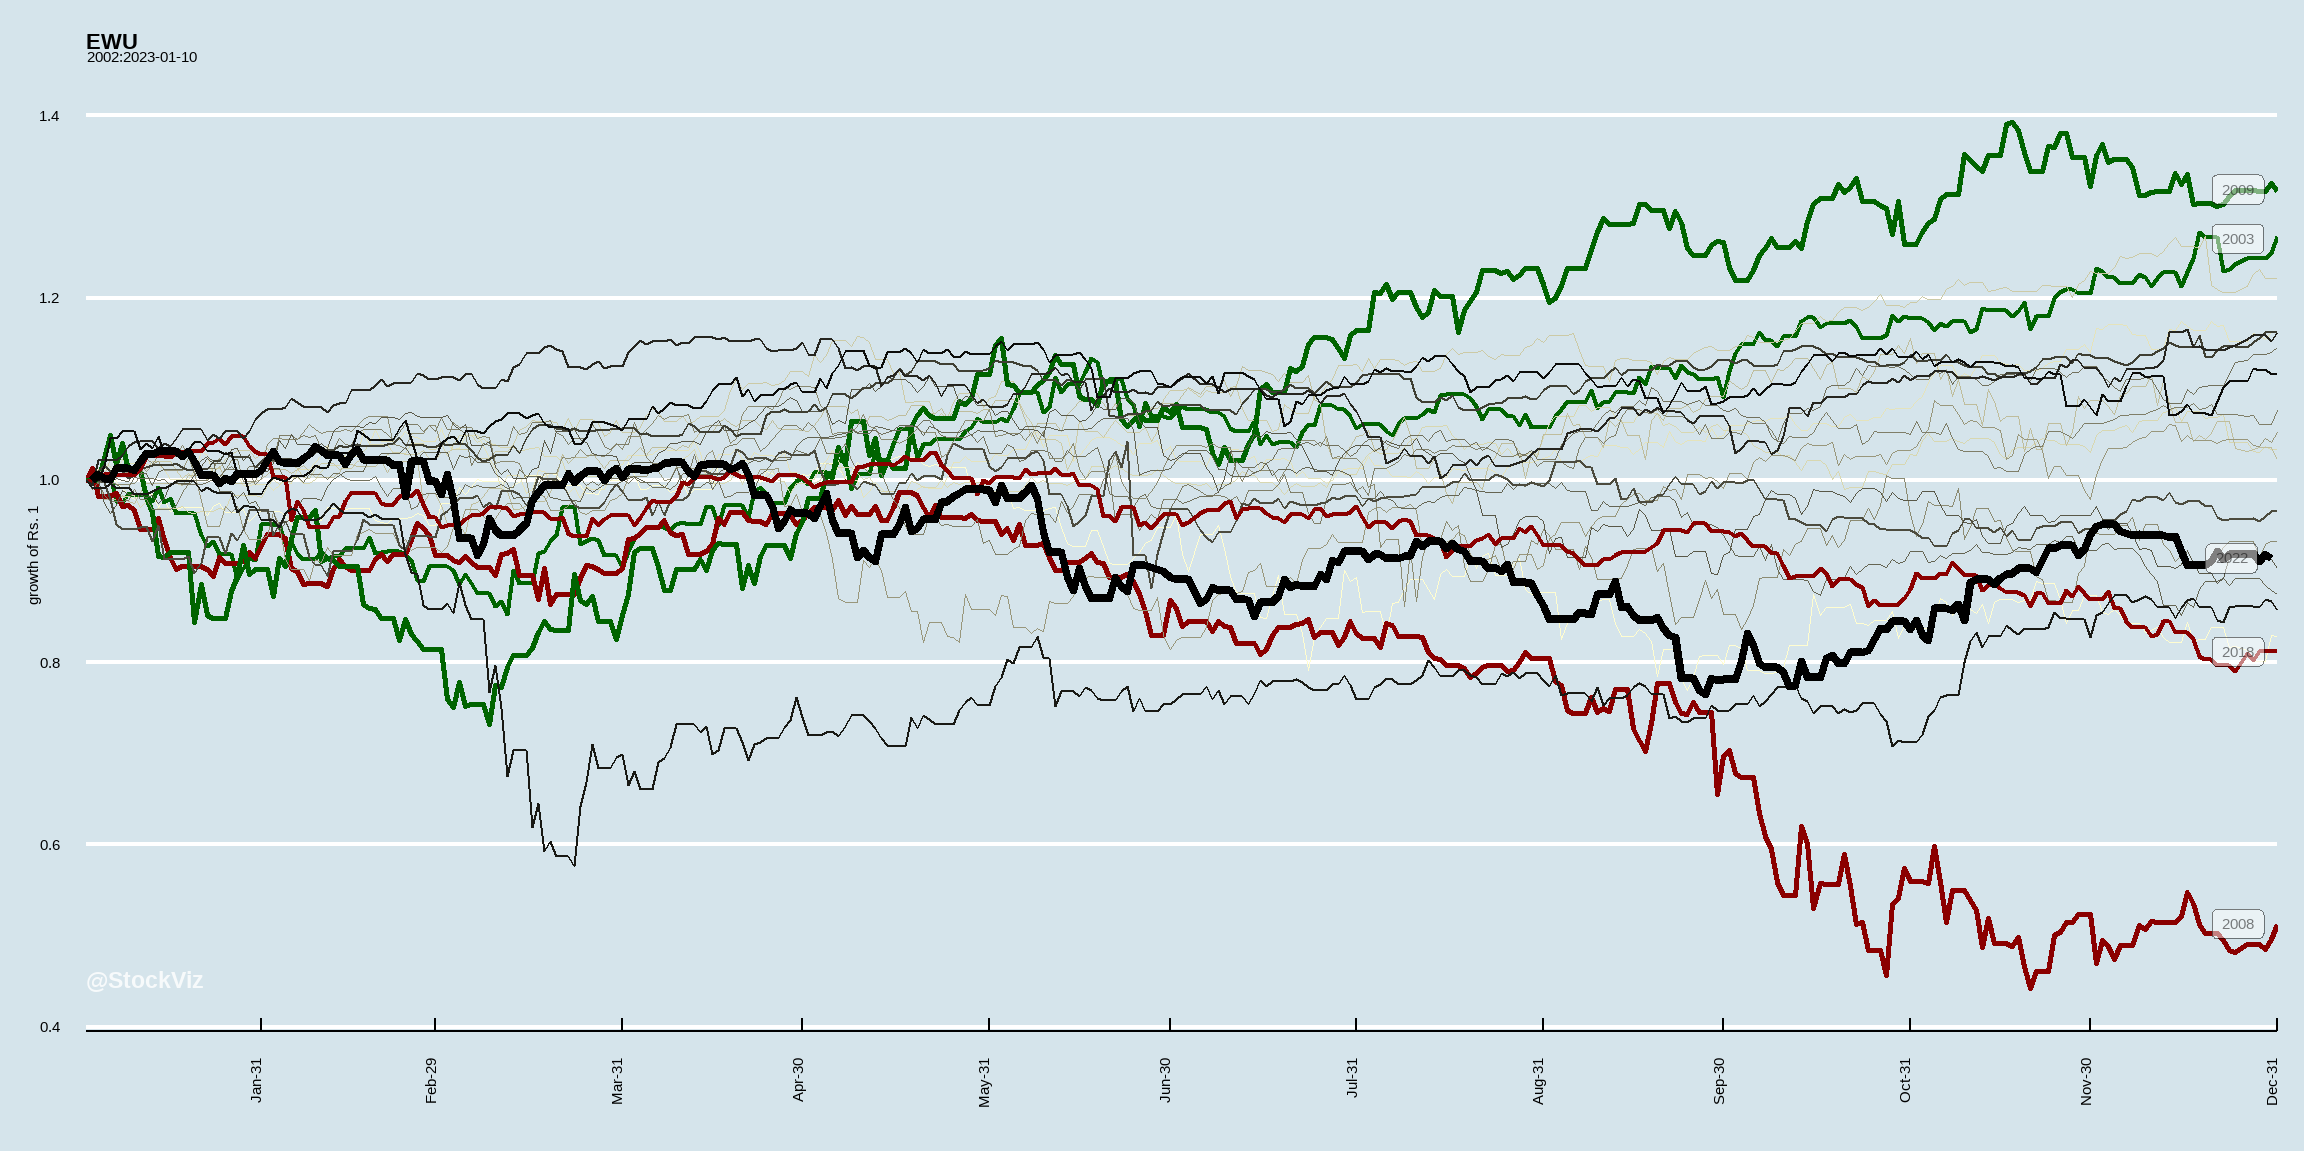 EWU
2002:2023-01-10
1.4
1.2
1.0
0.8
0.6
0.4
growth of Rs. 1
2009
2003
2022
2018
2008
@StockViz
Jan-31
Feb-29
Mar-31
Apr-30
May-31
Jun-30
Jul-31
Aug-31
Sep-30
Oct-31
Nov-30
Dec-31